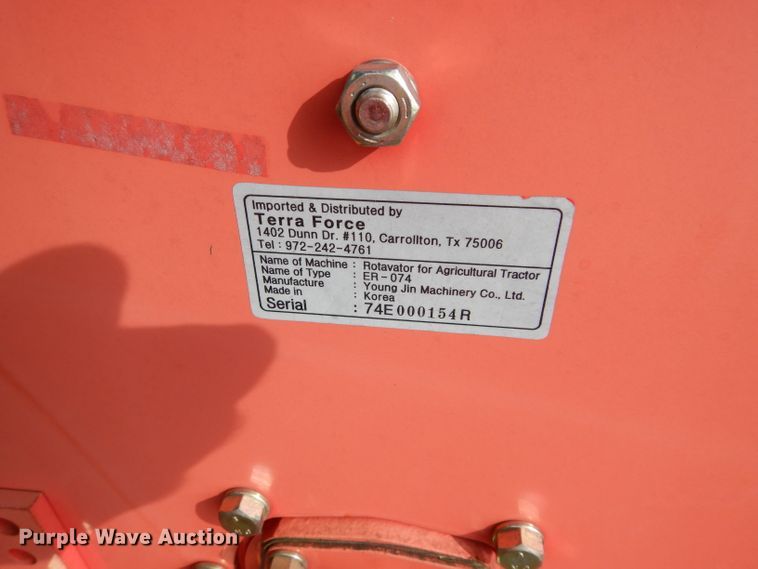 Imported & Distributed by
Terra Force
1402 Dunn Dr. #110, Carrollton, Tx 75006
Tel : 972-242-4761
Name of Machine : Rotavator for Agricultural Tractor
Name of Type : ER-074
Manufacture : Young Jin Machinery Co., Ltd.
Made in : Korea
Serial : 74E000154R
Purple Wave Auction